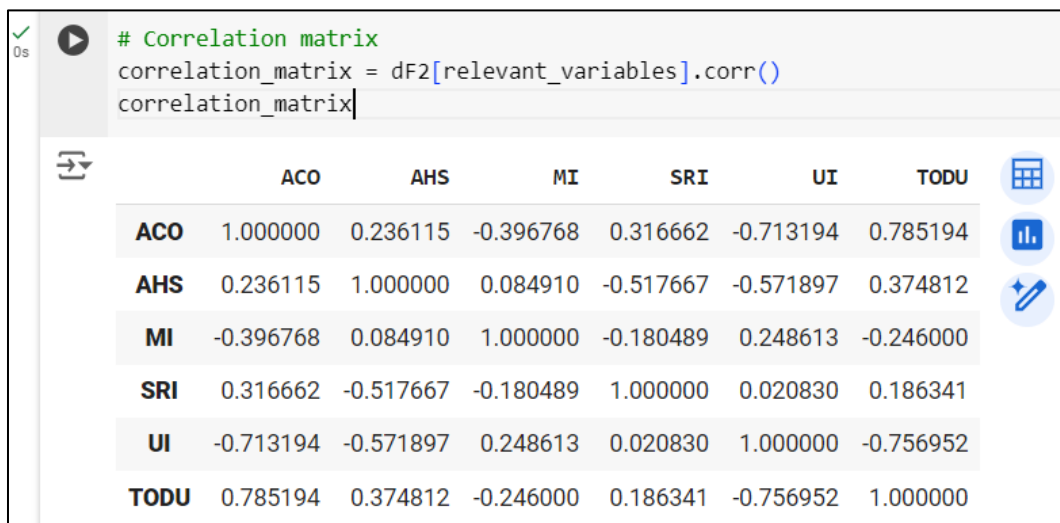 # Correlation matrix
0s
correlation_matrix = dF2[relevant_variables].corr()
correlation_matrix
ACO AHS MI SRI UI TODU
ACO 1.000000 0.236115 -0.396768 0.316662 -0.713194 0.785194
AHS 0.236115 1.000000 0.084910 -0.517667 -0.571897 0.374812
MI -0.396768 0.084910 1.000000 -0.180489 0.248613 -0.246000
SRI 0.316662 -0.517667 -0.180489 1.000000 0.020830 0.186341
UI -0.713194 -0.571897 0.248613 0.020830 1.000000 -0.756952
TODU 0.785194 0.374812 -0.246000 0.186341 -0.756952 1.000000